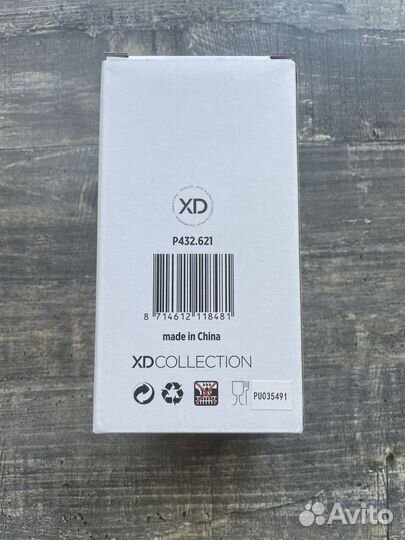 XD
P432.621
8 714612 118481
made in China
XDCOLLECTION
PU035491
Avito